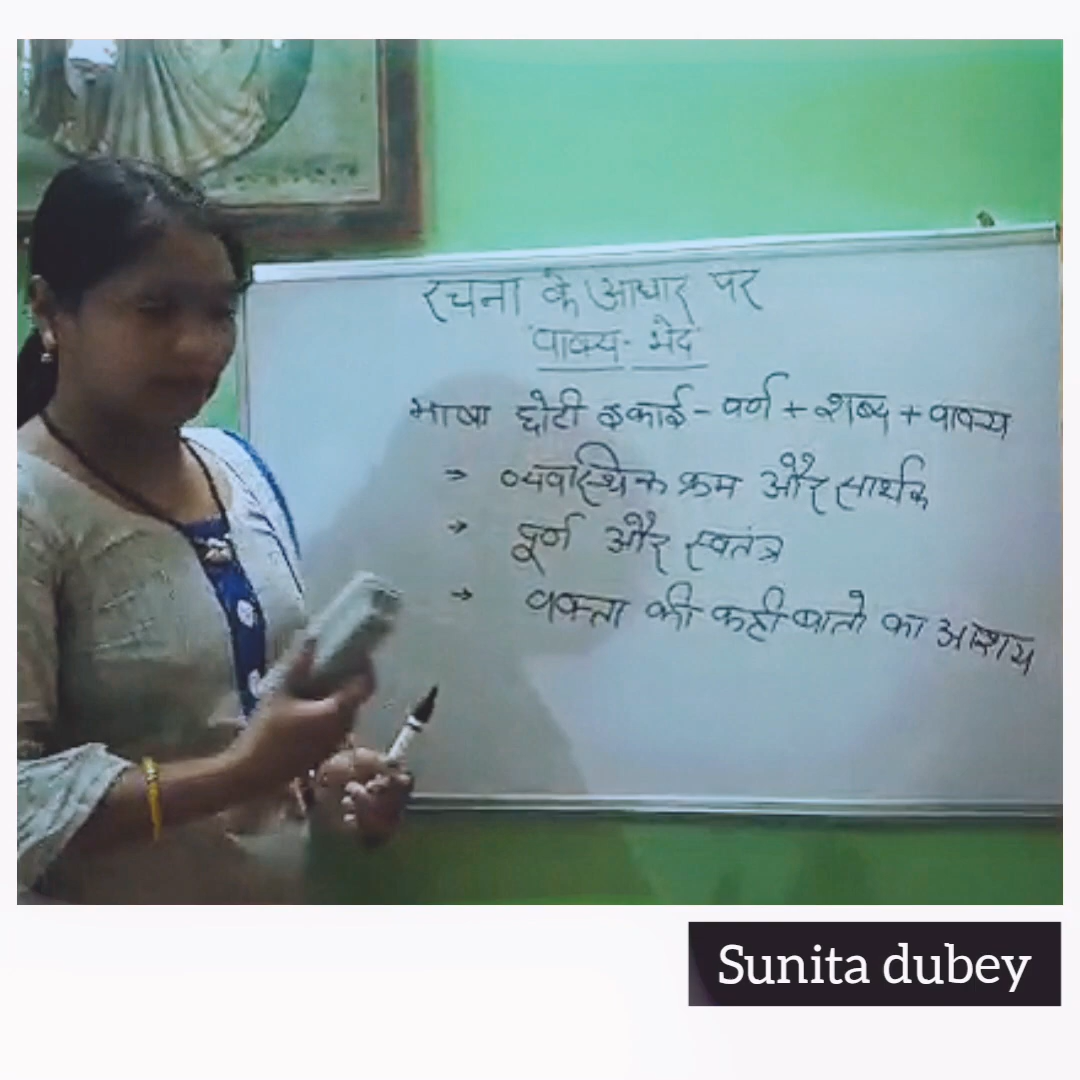 रचना के आधार पर
'वाक्य - भेद'
भाषा छोटी इकाई - वर्ण + शब्द + वाक्य
→ व्यवस्थिक क्रम और सार्थक
→ पूर्ण और स्वतंत्र
→ वक्ता की कही बातो का आशय
Sunita dubey